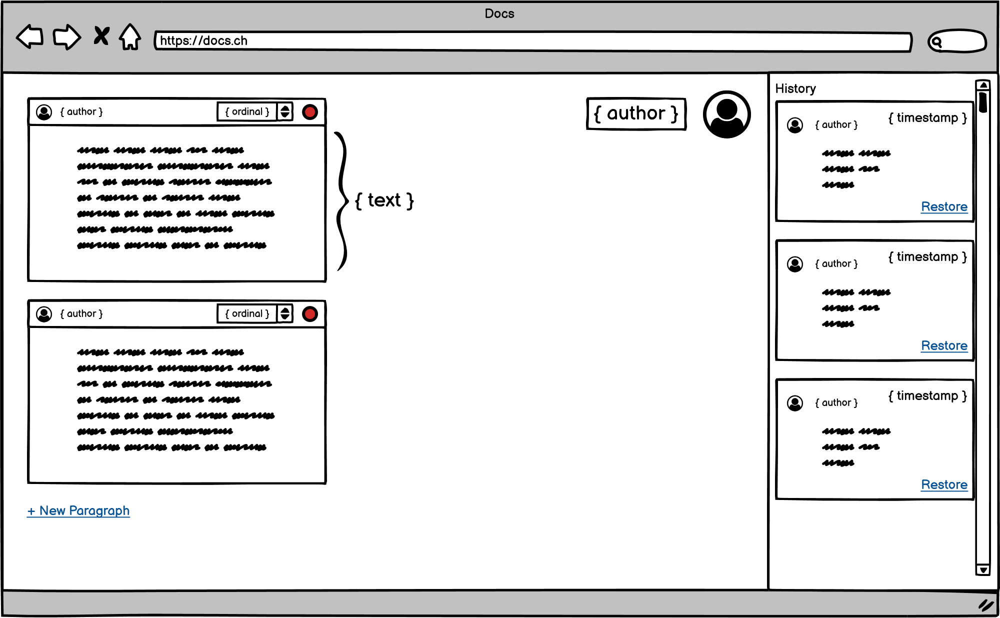 Docs
https://docs.ch
{ author }
{ ordinal }
{ text }
{ author }
{ ordinal }
+ New Paragraph
{ author }
History
{ timestamp }
{ author }
Restore
{ timestamp }
{ author }
Restore
{ timestamp }
{ author }
Restore